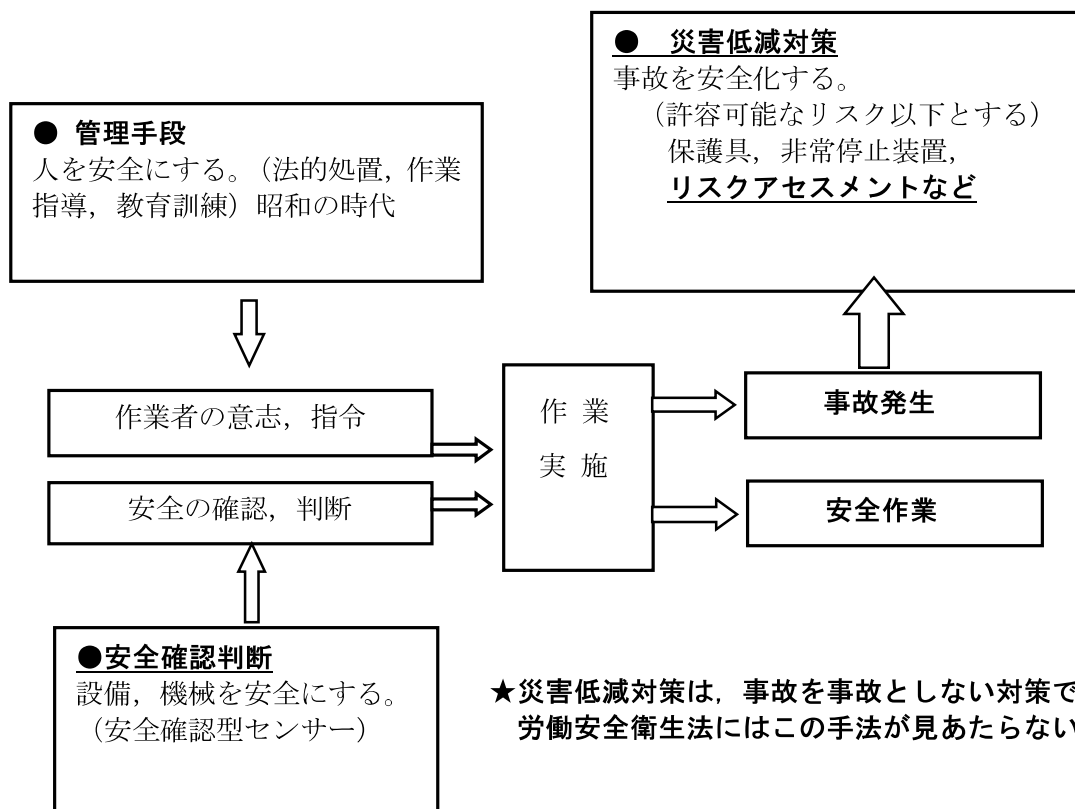 ● 災害低減対策
事故を安全化する。
（許容可能なリスク以下とする）
保護具，非常停止装置，
リスクアセスメントなど
● 管理手段
人を安全にする。（法的処置，作業
指導，教育訓練）昭和の時代
作業者の意志，指令
安全の確認，判断
作 業
実 施
事故発生
安全作業
●安全確認判断
設備，機械を安全にする。
（安全確認型センサー）
★災害低減対策は，事故を事故としない対策で
労働安全衛生法にはこの手法が見あたらない